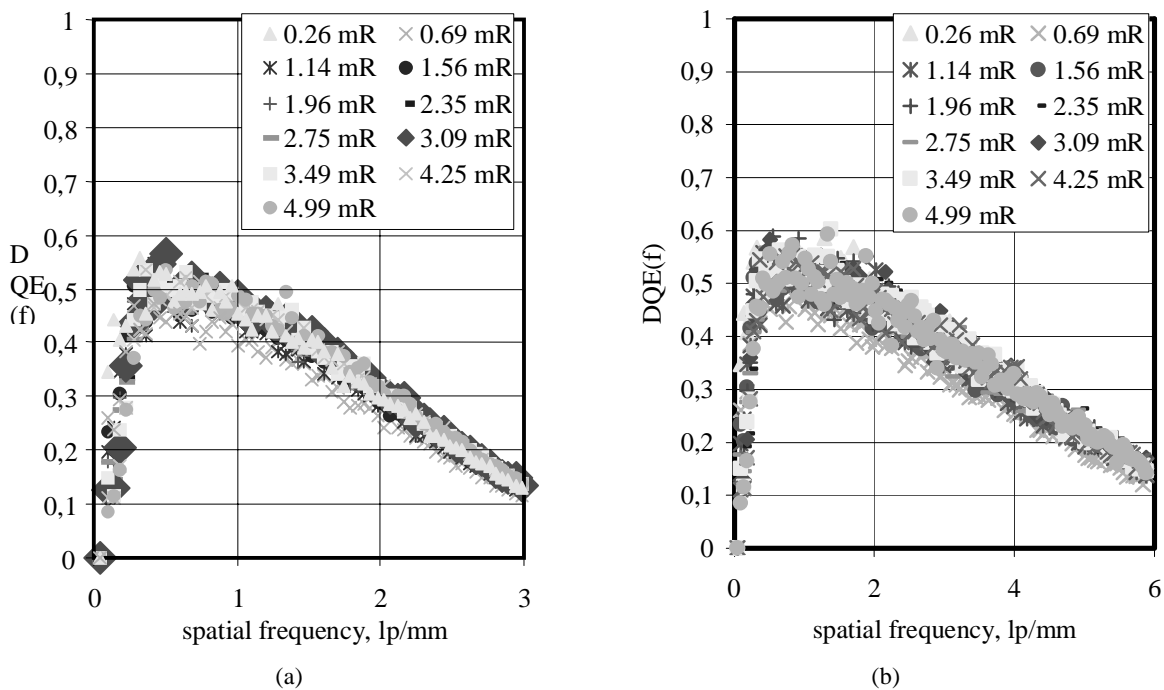 1
0,9
0,8
0,7
0,6
0,5
0,4
0,3
0,2
0,1
0
D
QE
(f)
0.26 mR 0.69 mR
1.14 mR 1.56 mR
1.96 mR 2.35 mR
2.75 mR 3.09 mR
3.49 mR 4.25 mR
4.99 mR
0 1 2 3
spatial frequency, lp/mm
(a)
1
0,9
0,8
0,7
0,6
0,5
0,4
0,3
0,2
0,1
0
DQE(f)
0.26 mR 0.69 mR
1.14 mR 1.56 mR
1.96 mR 2.35 mR
2.75 mR 3.09 mR
3.49 mR 4.25 mR
4.99 mR
0 2 4 6
spatial frequency, lp/mm
(b)